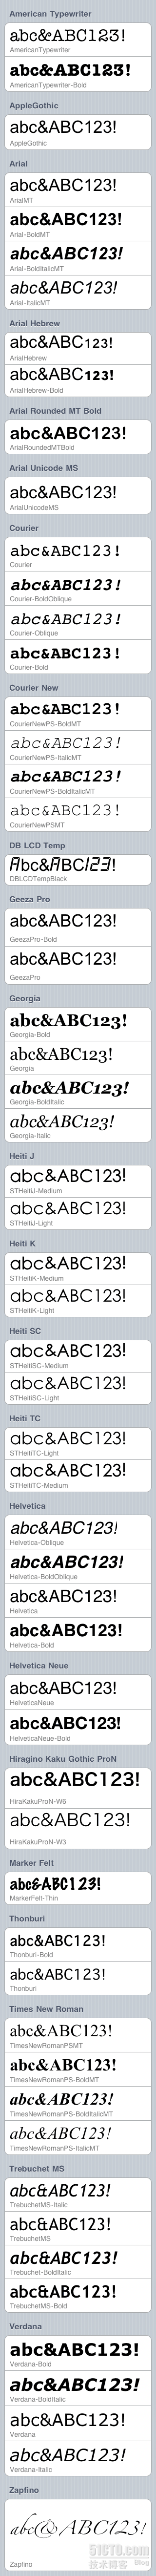 American Typewriter
abc&ABC123!
AmericanTypewriter
abc&ABC123!
AmericanTypewriter-Bold
AppleGothic
abc&ABC123!
AppleGothic
Arial
abc&ABC123!
ArialMT
abc&ABC123!
Arial-BoldMT
abc&ABC123!
Arial-BoldItalicMT
abc&ABC123!
Arial-ItalicMT
Arial Hebrew
abc&ABC123!
ArialHebrew
abc&ABC123!
ArialHebrew-Bold
Arial Rounded MT Bold
abc&ABC123!
ArialRoundedMTBold
Arial Unicode MS
abc&ABC123!
ArialUnicodeMS
Courier
abc&ABC123!
Courier
abc&ABC123!
Courier-BoldOblique
abc&ABC123!
Courier-Oblique
abc&ABC123!
Courier-Bold
Courier New
abc&ABC123!
CourierNewPS-BoldMT
abc&ABC123!
CourierNewPS-ItalicMT
abc&ABC123!
CourierNewPS-BoldItalicMT
abc&ABC123!
CourierNewPSMT
DB LCD Temp
Abc&ABC123!
DBLCDTempBlack
Geeza Pro
abc&ABC123!
GeezaPro-Bold
abc&ABC123!
GeezaPro
Georgia
abc&ABC123!
Georgia-Bold
abc&ABC123!
Georgia
abc&ABC123!
Georgia-BoldItalic
abc&ABC123!
Georgia-Italic
Heiti J
abc&ABC123!
STHeitiJ-Medium
abc&ABC123!
STHeitiJ-Light
Heiti K
abc&ABC123!
STHeitiK-Medium
abc&ABC123!
STHeitiK-Light
Heiti SC
abc&ABC123!
STHeitiSC-Medium
abc&ABC123!
STHeitiSC-Light
Heiti TC
abc&ABC123!
STHeitiTC-Light
abc&ABC123!
STHeitiTC-Medium
Helvetica
abc&ABC123!
Helvetica-Oblique
abc&ABC123!
Helvetica-BoldOblique
abc&ABC123!
Helvetica
abc&ABC123!
Helvetica-Bold
Helvetica Neue
abc&ABC123!
HelveticaNeue
abc&ABC123!
HelveticaNeue-Bold
Hiragino Kaku Gothic ProN
abc&ABC123!
HiraKakuProN-W6
abc&ABC123!
HiraKakuProN-W3
Marker Felt
abc&ABC123!
MarkerFelt-Thin
Thonburi
abc&ABC123!
Thonburi-Bold
abc&ABC123!
Thonburi
Times New Roman
abc&ABC123!
TimesNewRomanPSMT
abc&ABC123!
TimesNewRomanPS-BoldMT
abc&ABC123!
TimesNewRomanPS-BoldItalicMT
abc&ABC123!
TimesNewRomanPS-ItalicMT
Trebuchet MS
abc&ABC123!
TrebuchetMS-Italic
abc&ABC123!
TrebuchetMS
abc&ABC123!
Trebuchet-BoldItalic
abc&ABC123!
TrebuchetMS-Bold
Verdana
abc&ABC123!
Verdana-Bold
abc&ABC123!
Verdana-BoldItalic
abc&ABC123!
Verdana
abc&ABC123!
Verdana-Italic
Zapfino
abc&ABC123!
Zapfino
51CTO.com
技术博客 Blog